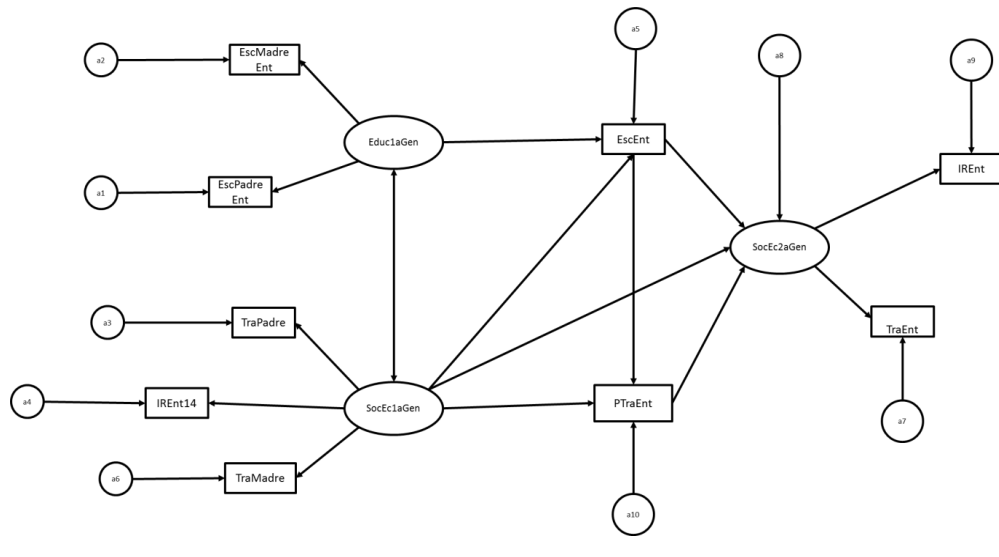 a5
a8
a9
a2
EscMadre
Ent
Educ1aGen
EscEnt
IREnt
a1
EscPadre
Ent
SocEc2aGen
a3
TraPadre
TraEnt
a4
IREnt14
SocEc1aGen
PTraEnt
a7
a6
TraMadre
a10